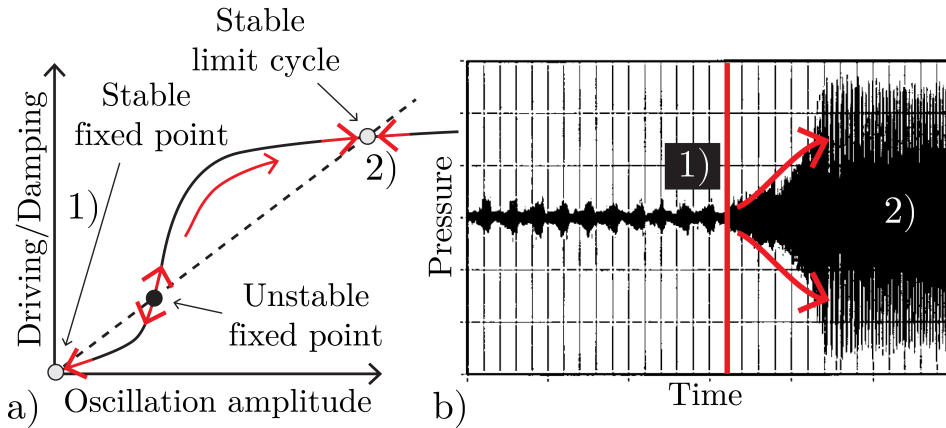 Stable
limit cycle
Stable
fixed point
1)
2)
Driving/Damping
Unstable
fixed point
Oscillation amplitude
a)
Pressure
1)
2)
Time
b)